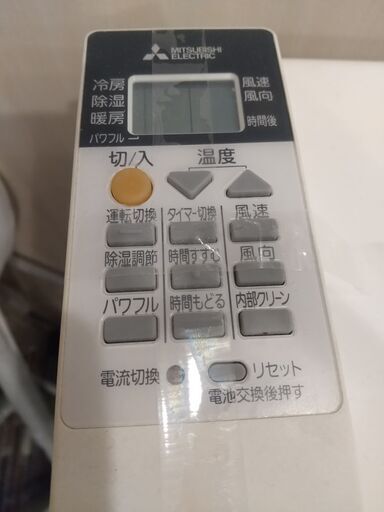 MITSUBISHI
ELECTRIC
冷房
除湿
暖房
パワフル
風速
風向
時間後
切/入
温度
運転切換
タイマー切換
風速
除湿調節
時間すすむ
風向
パワフル
時間もどる
内部クリーン
電流切換
リセット
電池交換後押す